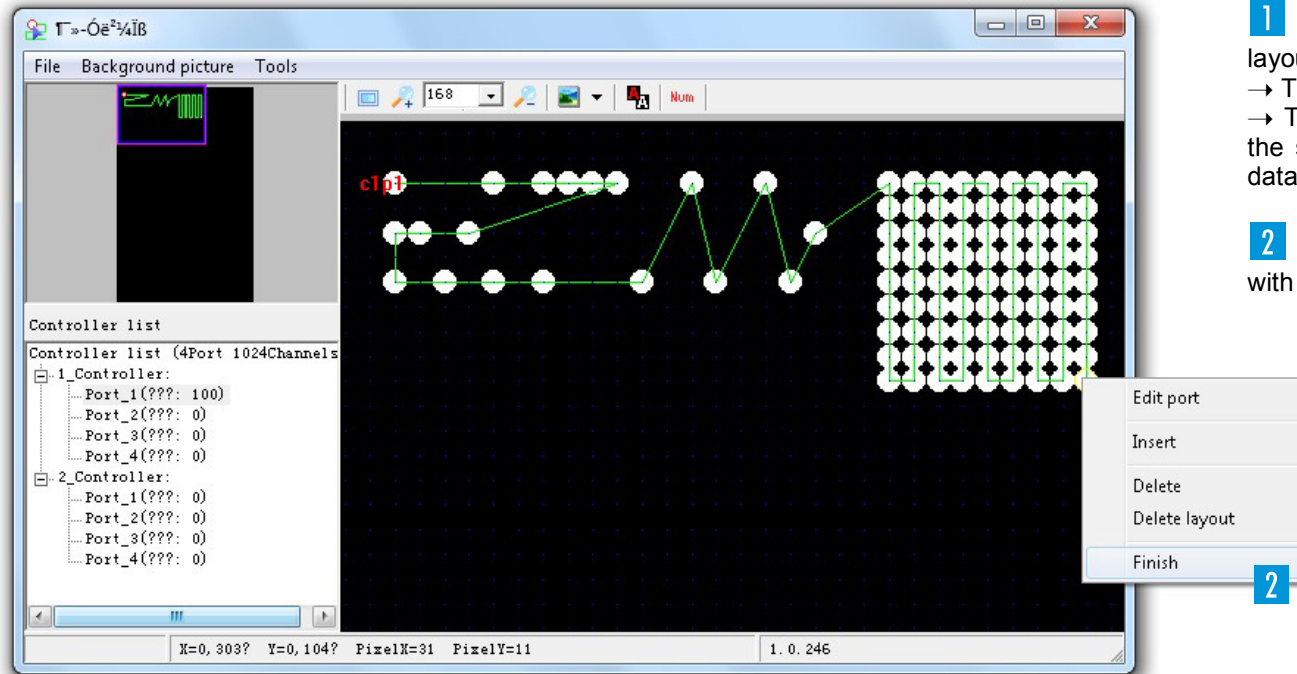 ¶¯»-Óë²¼Ïß
File Background picture Tools
168
Num
c1p1
Controller list
Controller list (4Port 1024Channels
1_Controller:
Port_1(???: 100)
Port_2(???: 0)
Port_3(???: 0)
Port_4(???: 0)
2_Controller:
Port_1(???: 0)
Port_2(???: 0)
Port_3(???: 0)
Port_4(???: 0)
X=0,303? Y=0,104? PixelX=31 PixelY=11
1.0.246
Edit port
Insert
Delete
Delete layout
Finish
2
1
layou
→ T
→ T
the s
data
2
with